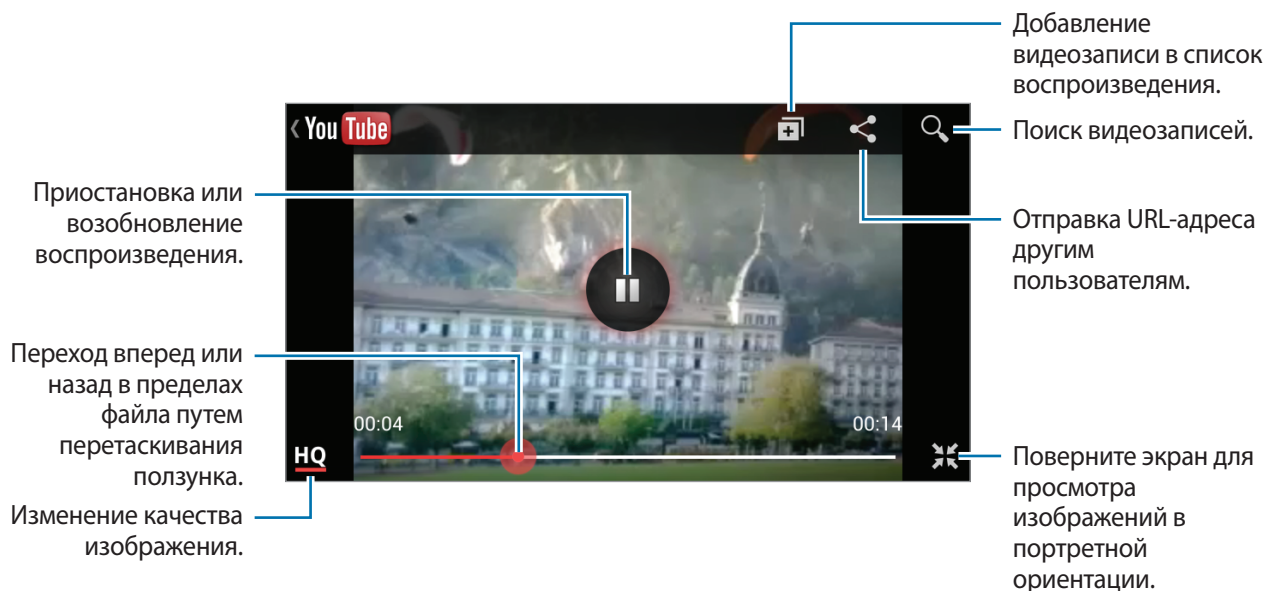 Добавление
видеозаписи в список
воспроизведения.
You Tube
Поиск видеозаписей.
Приостановка или
возобновление
воспроизведения.
Отправка URL-адреса
другим
пользователям.
Переход вперед или
назад в пределах
файла путем
перетаскивания
ползунка.
00:04
00:14
HQ
Поверните экран для
просмотра
изображений в
портретной
ориентации.
Изменение качества
изображения.